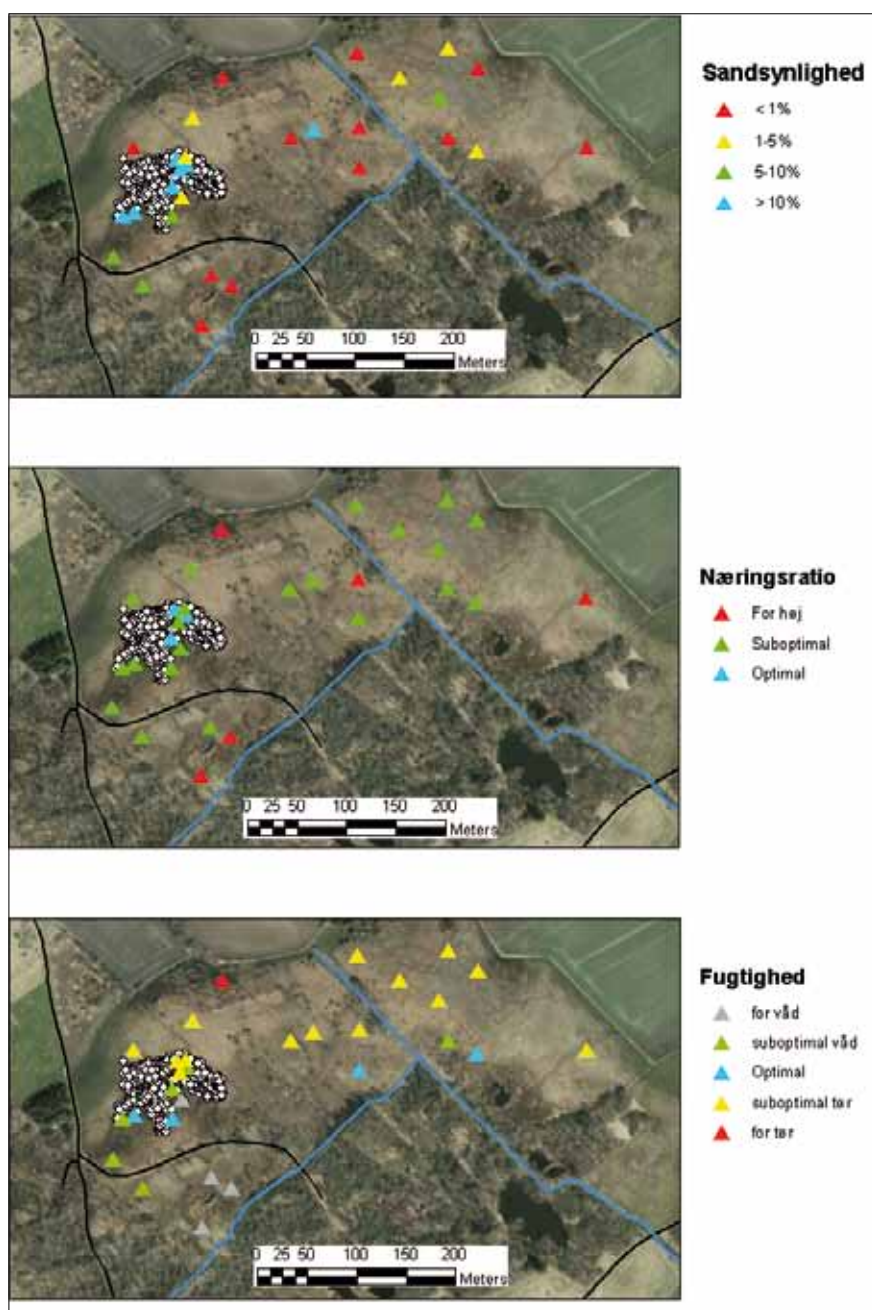 Sandsynlighed
< 1%
1-5%
5-10%
> 10%
0 25 50 100 150 200
Meters
Næringsratio
For høj
Suboptimal
Optimal
0 25 50 100 150 200
Meters
Fugtighed
for våd
suboptimal våd
Optimal
suboptimal tør
for tør
0 25 50 100 150 200
Meters